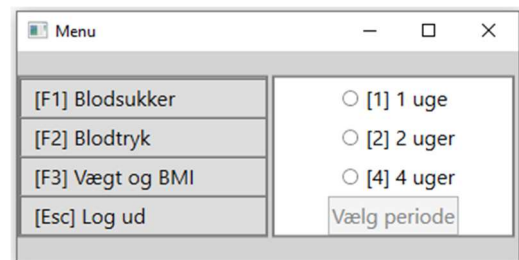 Menu
[F1] Blodsukker
[F2] Blodtryk
[F3] Vægt og BMI
[Esc] Log ud
[1] 1 uge
[2] 2 uger
[4] 4 uger
Vælg periode